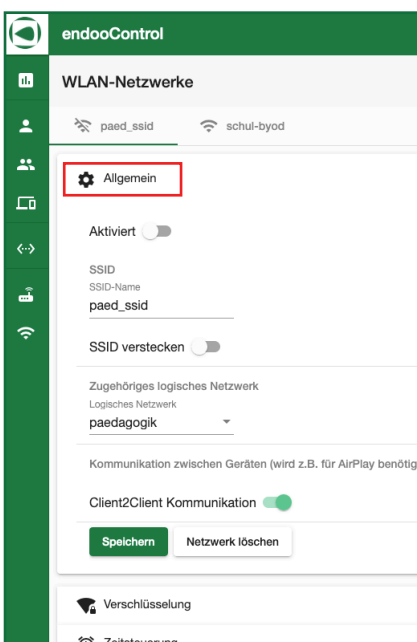 endooControl
WLAN-Netzwerke
paed_ssid schul-byod
Allgemein
Aktiviert
SSID
SSID-Name
paed_ssid
SSID verstecken
Zugehöriges logisches Netzwerk
Logisches Netzwerk
paedagogik
Kommunikation zwischen Geräten (wird z.B. für AirPlay benötig
Client2Client Kommunikation
Speichern Netzwerk löschen
Verschlüsselung
Zeitsteuerung